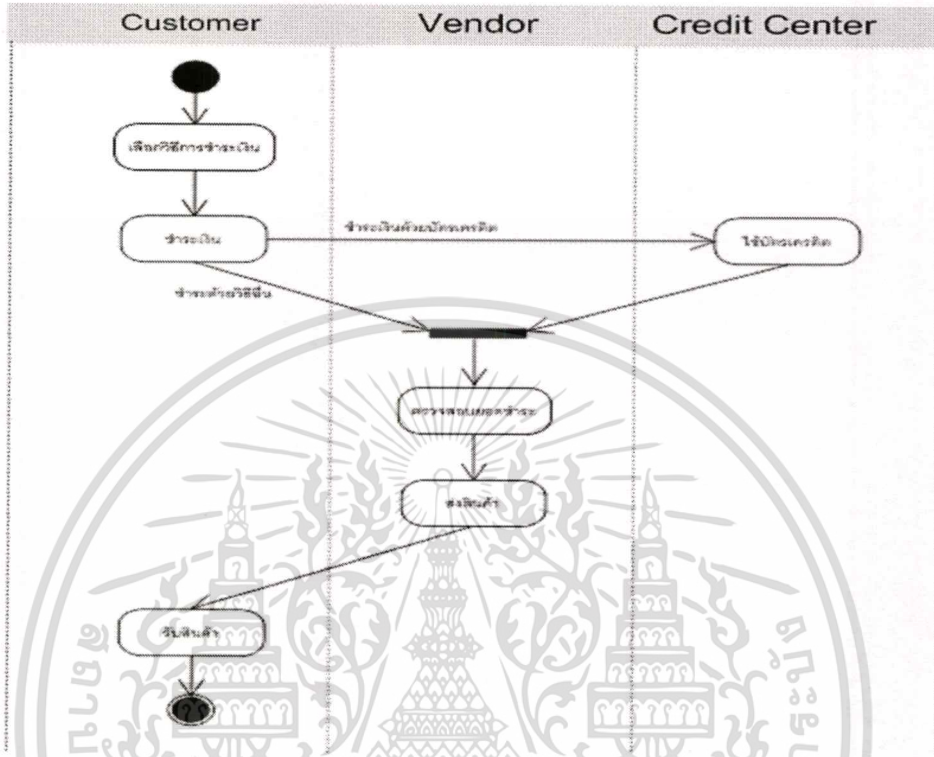 Customer Vendor Credit Center
เลือกวิธีการชำระเงิน
ชำระเงิน
ชำระเงินด้วยบัตรเครดิต
ใช้บัตรเครดิต
ชำระด้วยวิธีอื่น
ตรวจสอบยอดชำระ
ส่งสินค้า
รับสินค้า